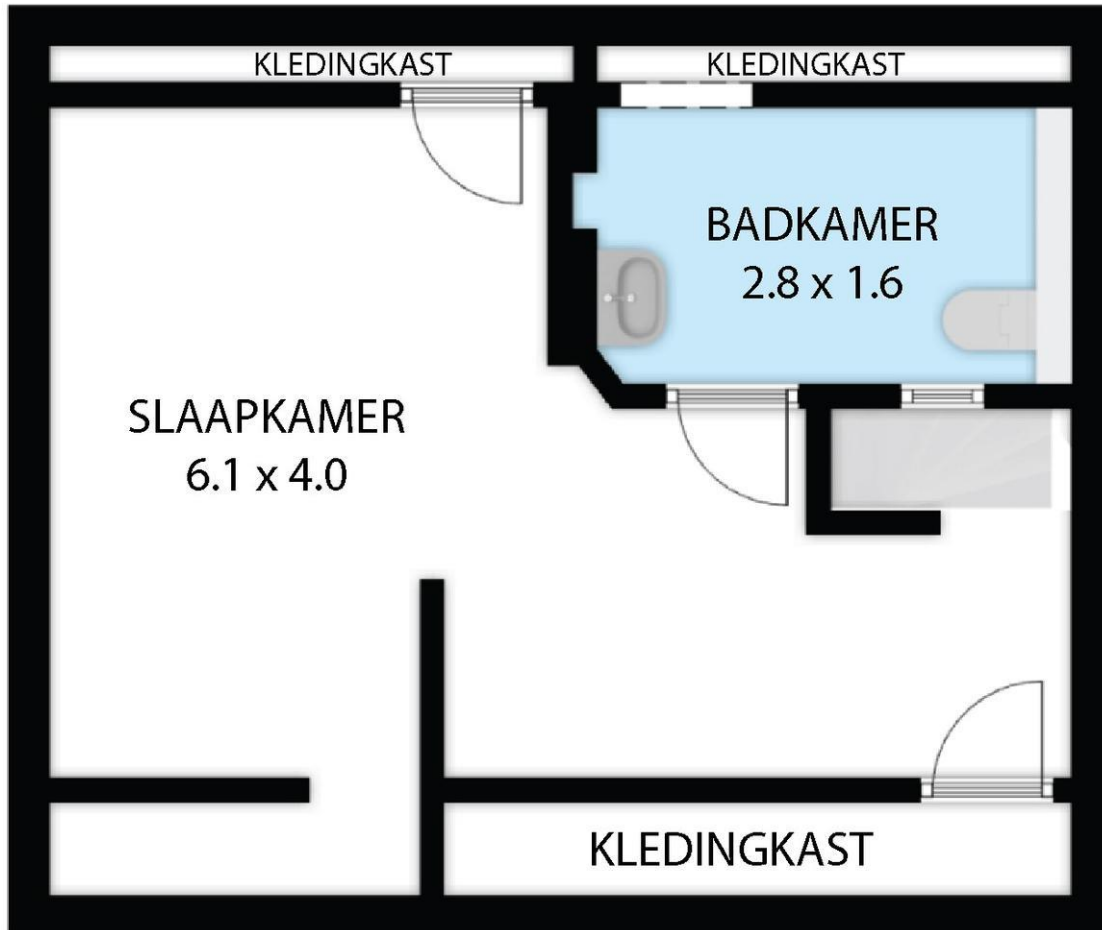 KLEDINGKAST
KLEDINGKAST
BADKAMER
2.8 x 1.6
SLAAPKAMER
6.1 x 4.0
KLEDINGKAST